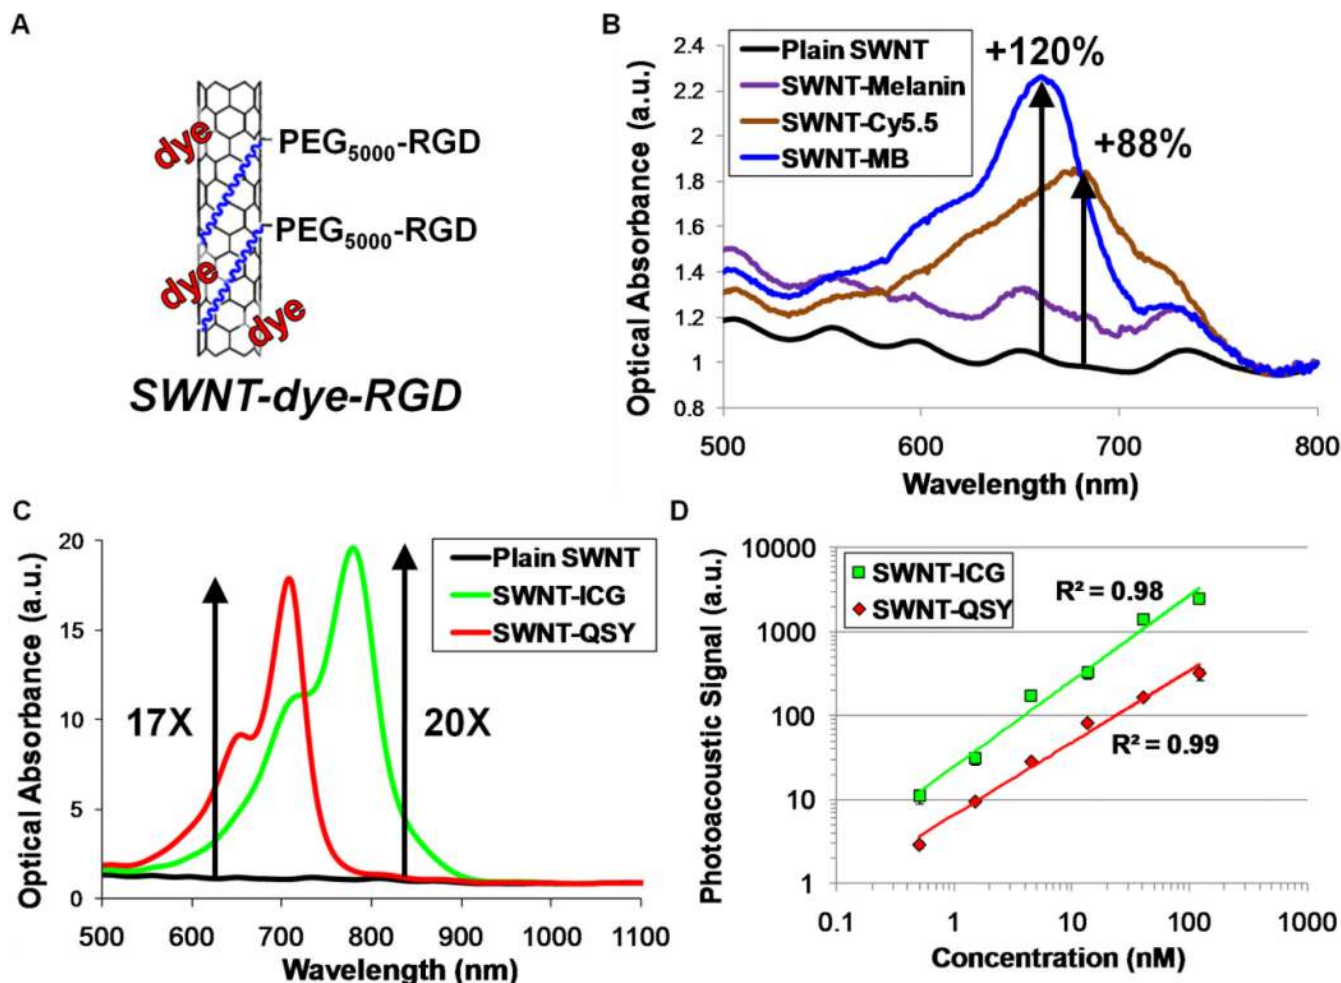 A
dye
PEG5000-RGD
PEG5000-RGD
dye
dye
SWNT-dye-RGD
B
Optical Absorbance (a.u.)
2.4
2.2
2
1.8
1.6
1.4
1.2
1
0.8
Plain SWNT
SWNT-Melanin
SWNT-Cy5.5
SWNT-MB
+120%
+88%
500
600
700
800
Wavelength (nm)
C
Optical Absorbance (a.u.)
20
15
10
5
0
Plain SWNT
SWNT-ICG
SWNT-QSY
17X
20X
500
600
700
800
900
1000
1100
Wavelength (nm)
D
Photoacoustic Signal (a.u.)
10000
1000
100
10
1
SWNT-ICG
SWNT-QSY
R² = 0.98
R² = 0.99
0.1
1
10
100
1000
Concentration (nM)